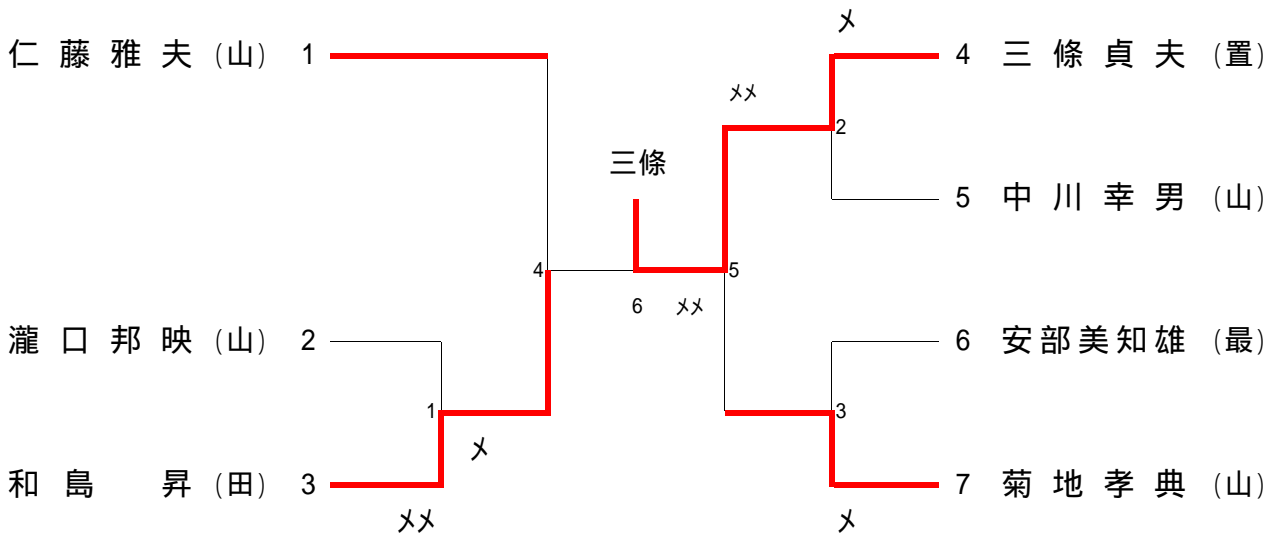 メ
仁藤雅夫 (山) 1
4 三條貞夫 (置)
メメ
2
三條
5 中川幸男 (山)
4
5
6 メメ
瀧口邦映 (山) 2
6 安部美知雄 (最)
1
3
メ
和島 昇 (田) 3
7 菊地孝典 (山)
メメ
メ